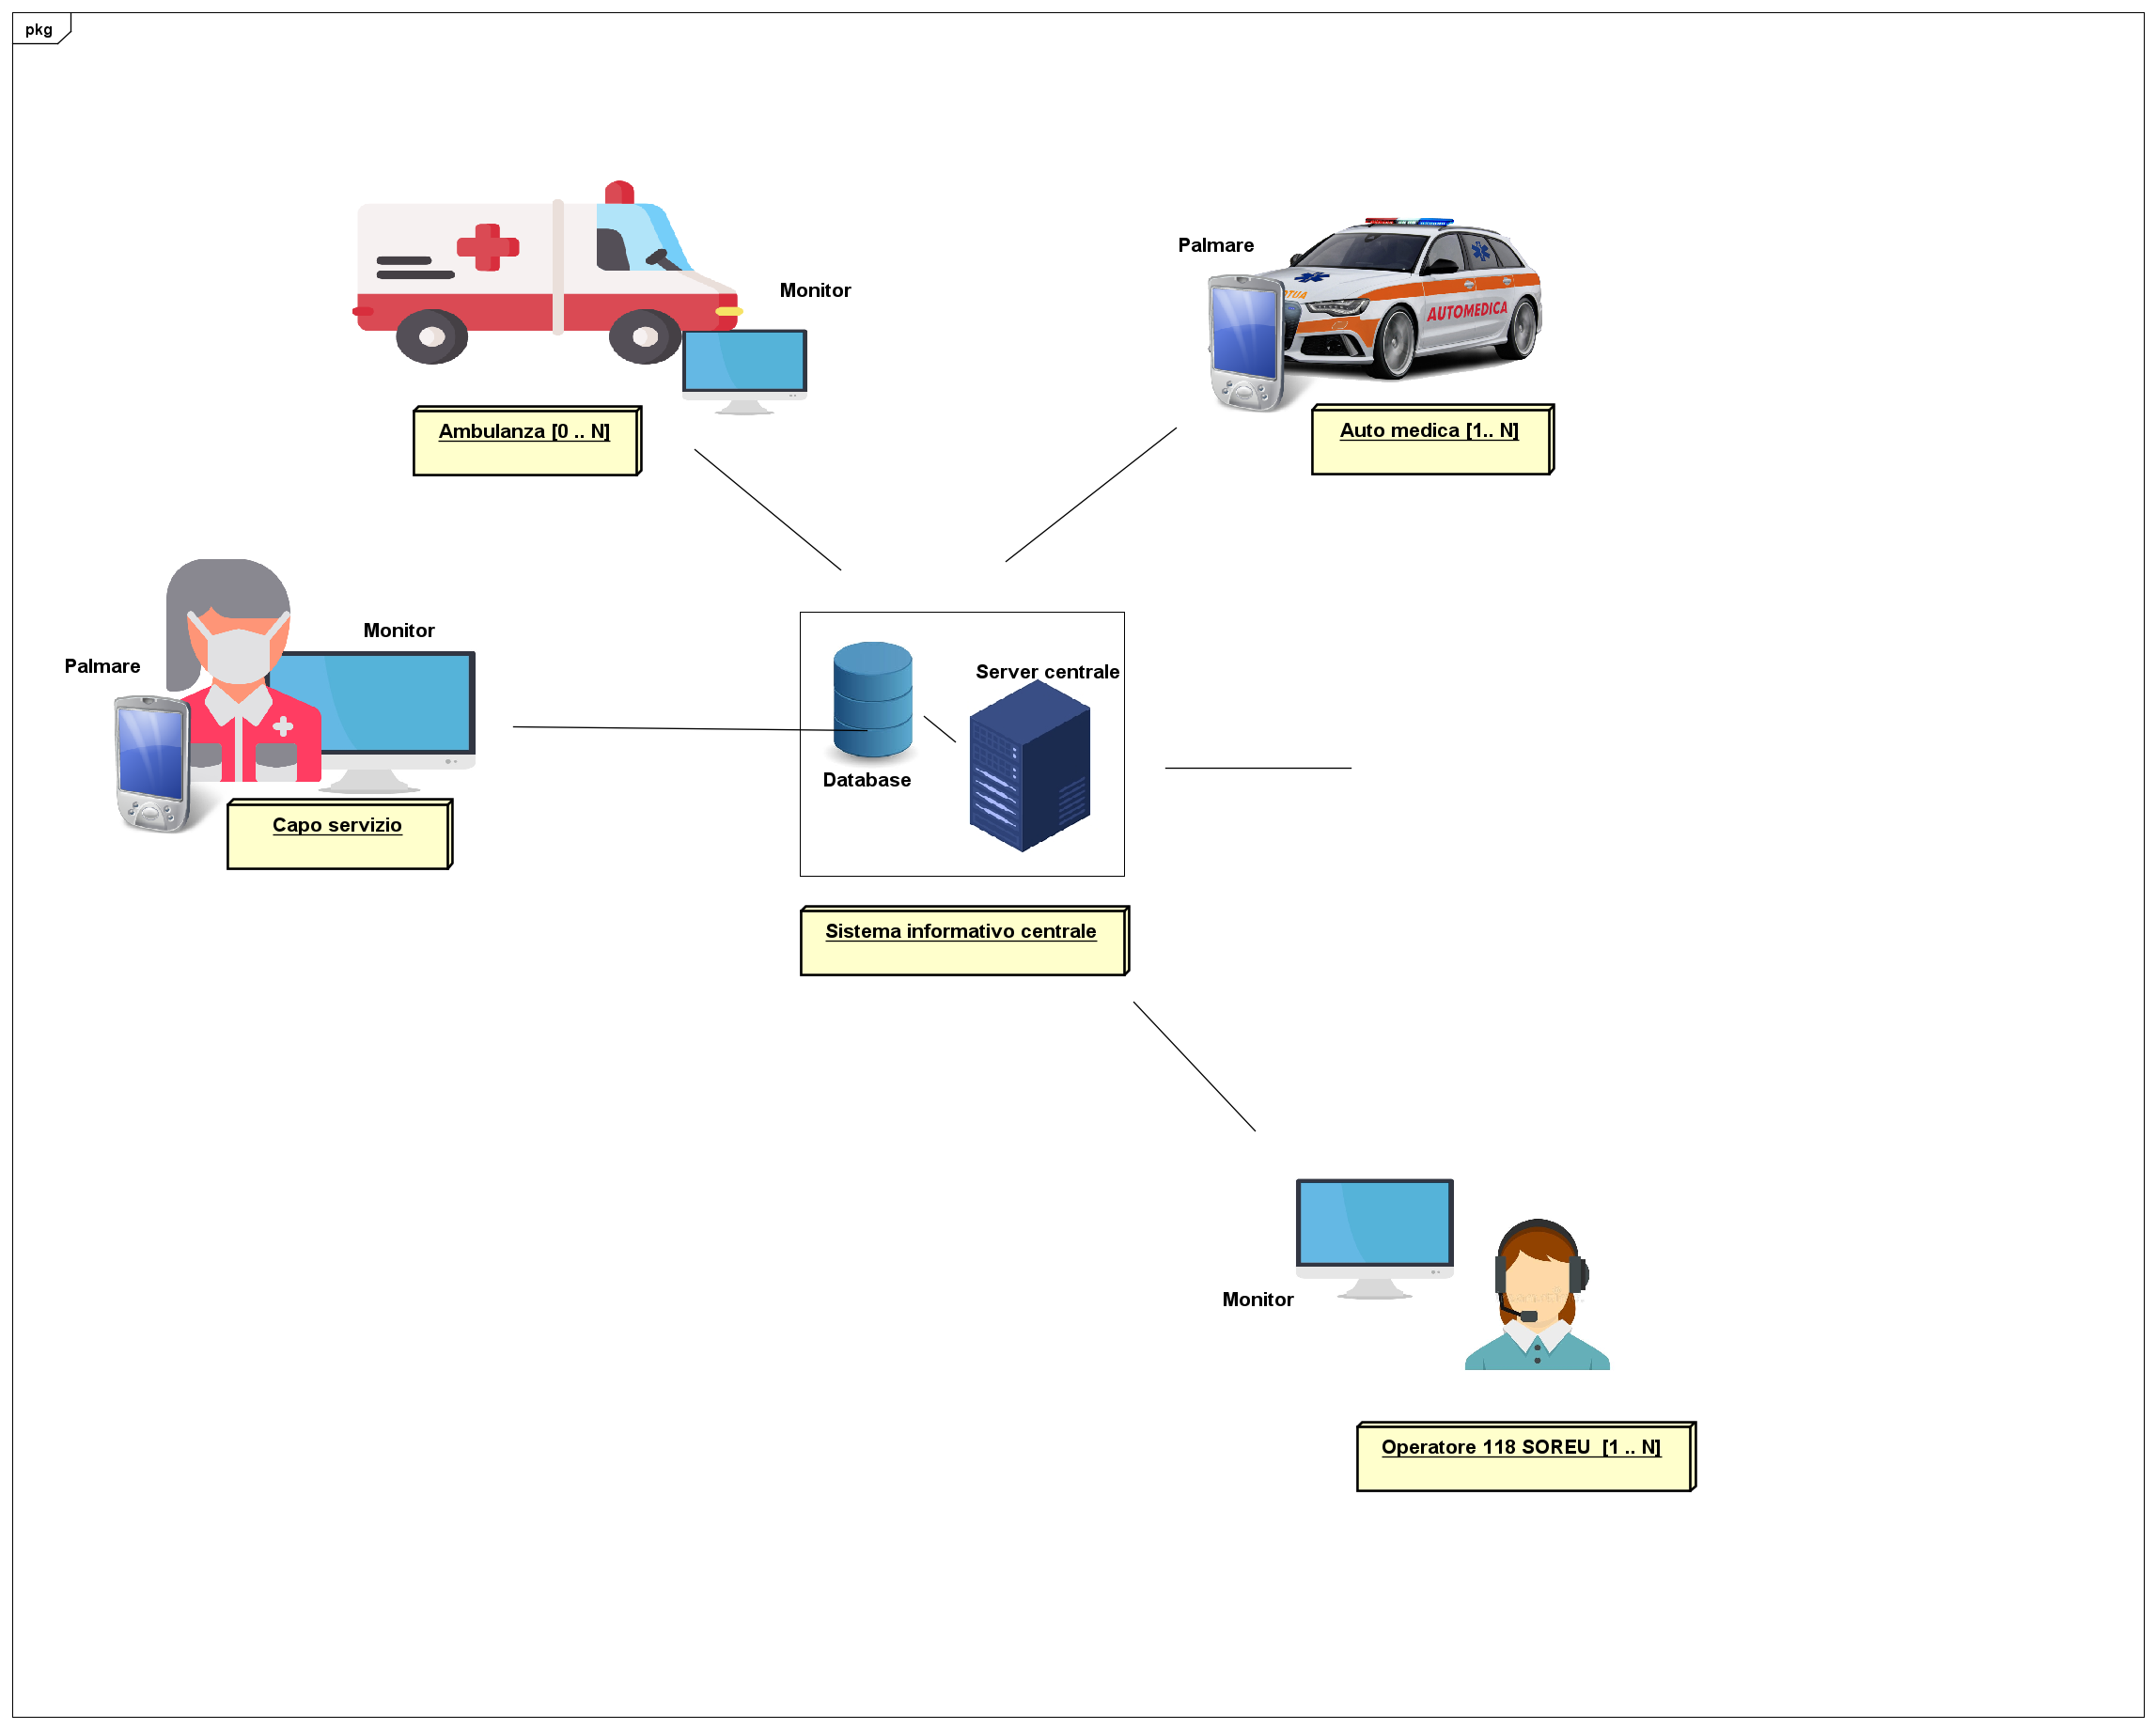 pkg
Palmare
AUTOMEDICA
Monitor
Ambulanza [0 .. N]
Auto medica [1.. N]
Monitor
Palmare
Server centrale
Database
Capo servizio
Sistema informativo centrale
Monitor
Operatore 118 SOREU  [1 .. N]